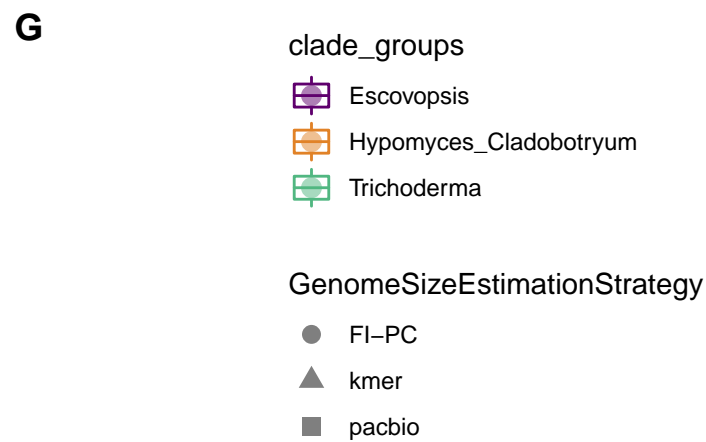 G
clade_groups
Escovopsis
Hypomyces_Cladobotryum
Trichoderma
GenomeSizeEstimationStrategy
FI−PC
kmer
pacbio